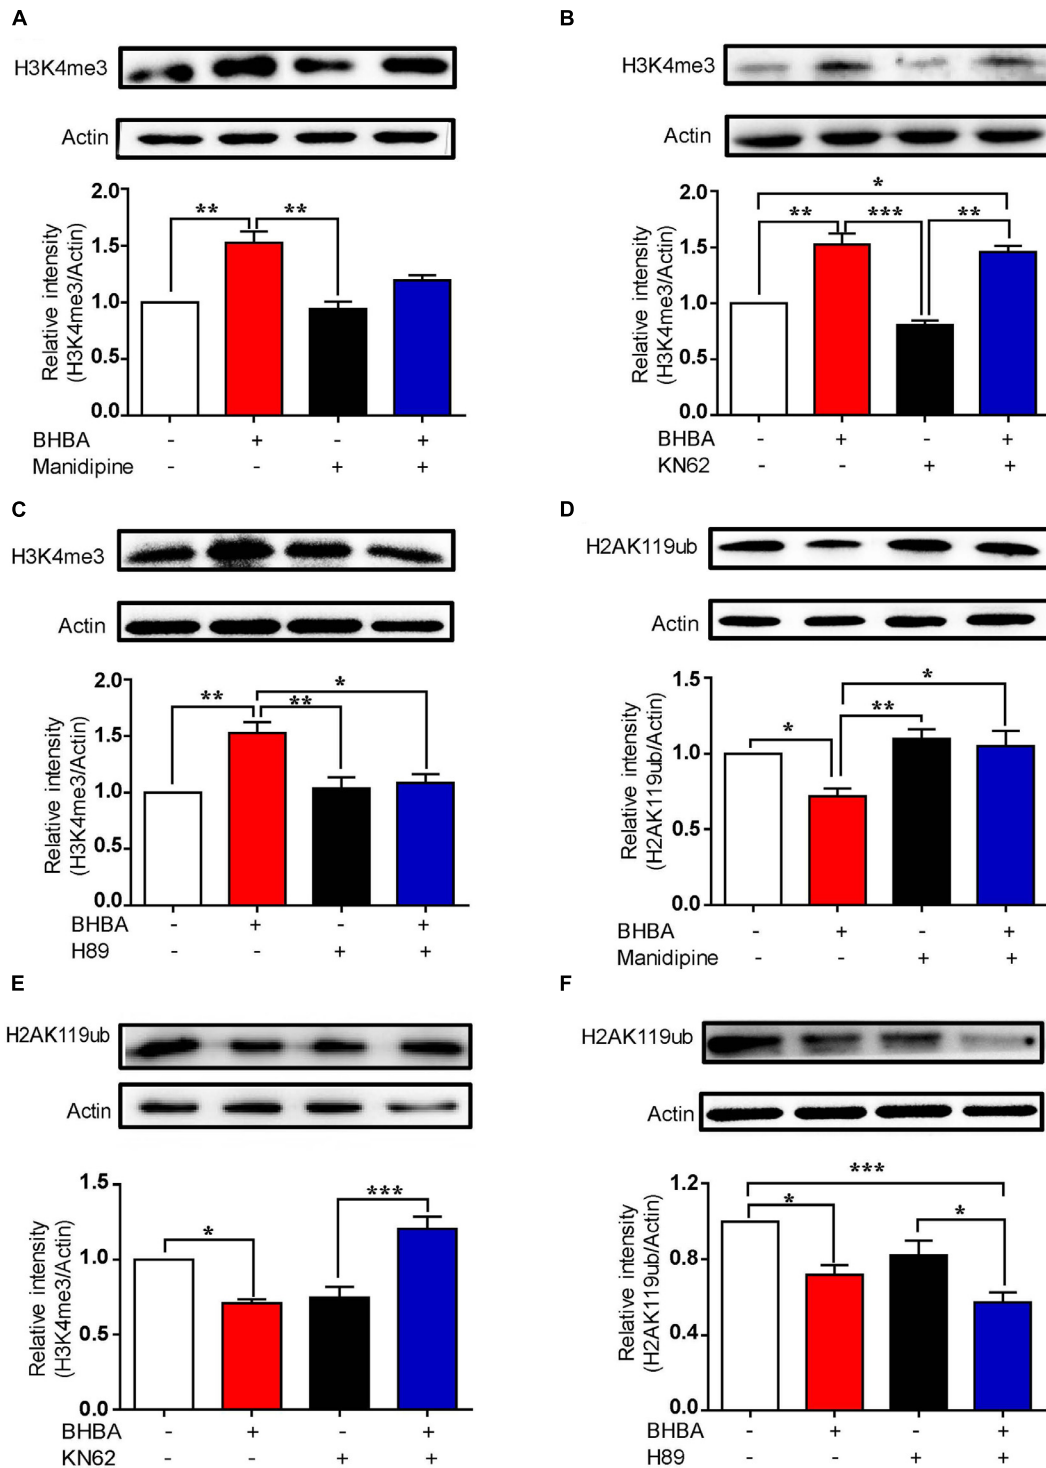 A
H3K4me3
Actin
2.0
1.5
1.0
0.5
0.0
Relative intensity
(H3K4me3/Actin)
** **
BHBA - + - +
Manidipine - - + +
B
H3K4me3
Actin
2.0
1.5
1.0
0.5
0.0
Relative intensity
(H3K4me3/Actin)
*
** *** **
BHBA - + - +
KN62 - - + +
C
H3K4me3
Actin
2.0
1.5
1.0
0.5
0.0
Relative intensity
(H3K4me3/Actin)
*
** **
BHBA - + - +
H89 - - + +
D
H2AK119ub
Actin
1.5
1.0
0.5
0.0
Relative intensity
(H2AK119ub/Actin)
*
**
*
BHBA - + - +
Manidipine - - + +
E
H2AK119ub
Actin
1.5
1.0
0.5
0.0
Relative intensity
(H3K4me3/Actin)
***
*
BHBA - + - +
KN62 - - + +
F
H2AK119ub
Actin
1.2
0.8
0.4
0.0
Relative intensity
(H2AK119ub/Actin)
***
* *
BHBA - + - +
H89 - - + +